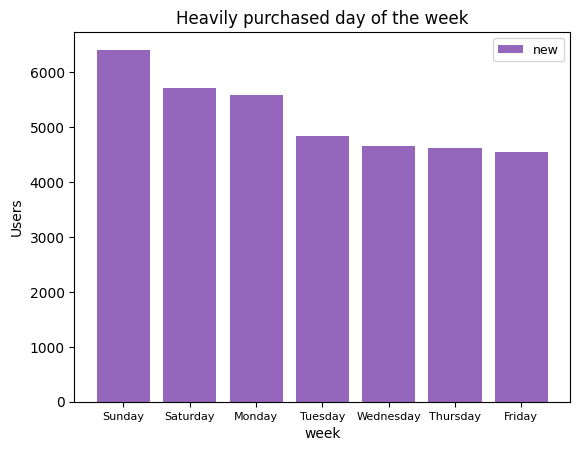 Heavily purchased day of the week
new
Users
6000
5000
4000
3000
2000
1000
0
Sunday Saturday Monday Tuesday Wednesday Thursday Friday
week